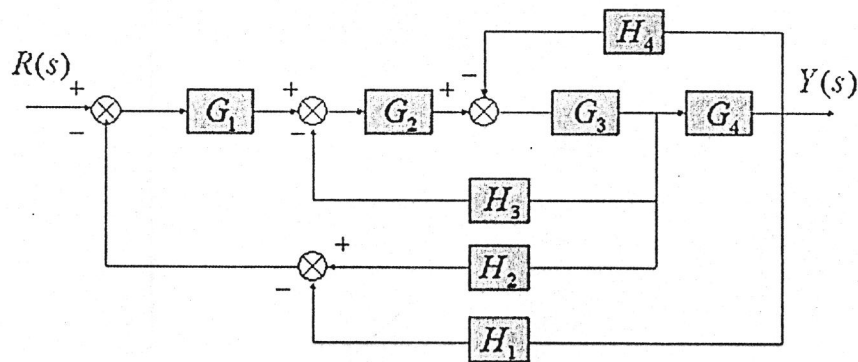 H₄
R(s)
Y(s)
+
+
−
+
G₁
G₂
G₃
G₄
−
−
H₃
+
H₂
−
H₁